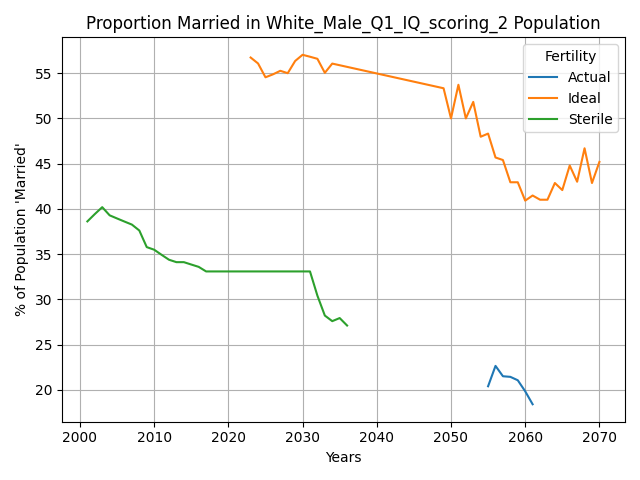 Proportion Married in White_Male_Q1_IQ_scoring_2 Population
Fertility
Actual
Ideal
Sterile
% of Population 'Married'
55
50
45
40
35
30
25
20
2000 2010 2020 2030 2040 2050 2060 2070
Years